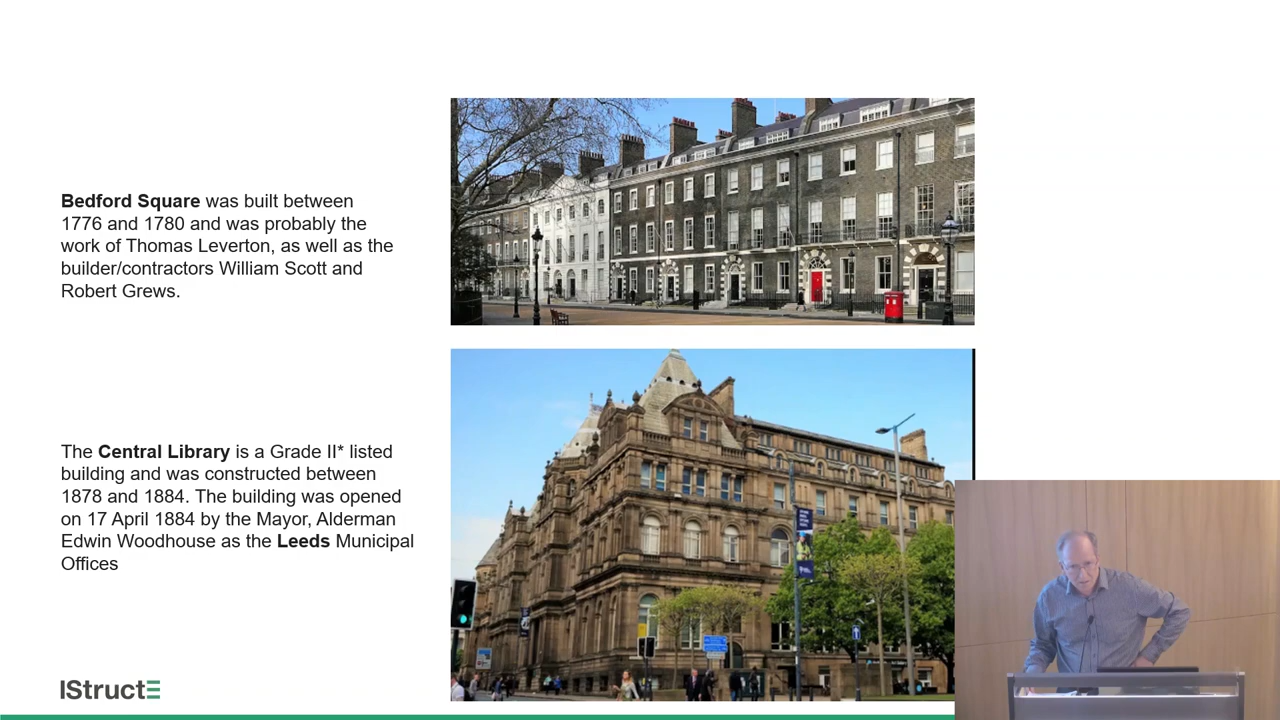 Bedford Square was built between
1776 and 1780 and was probably the
work of Thomas Leverton, as well as the
builder/contractors William Scott and
Robert Grews.
The Central Library is a Grade II* listed
building and was constructed between
1878 and 1884. The building was opened
on 17 April 1884 by the Mayor, Alderman
Edwin Woodhouse as the Leeds Municipal
Offices
IStructE